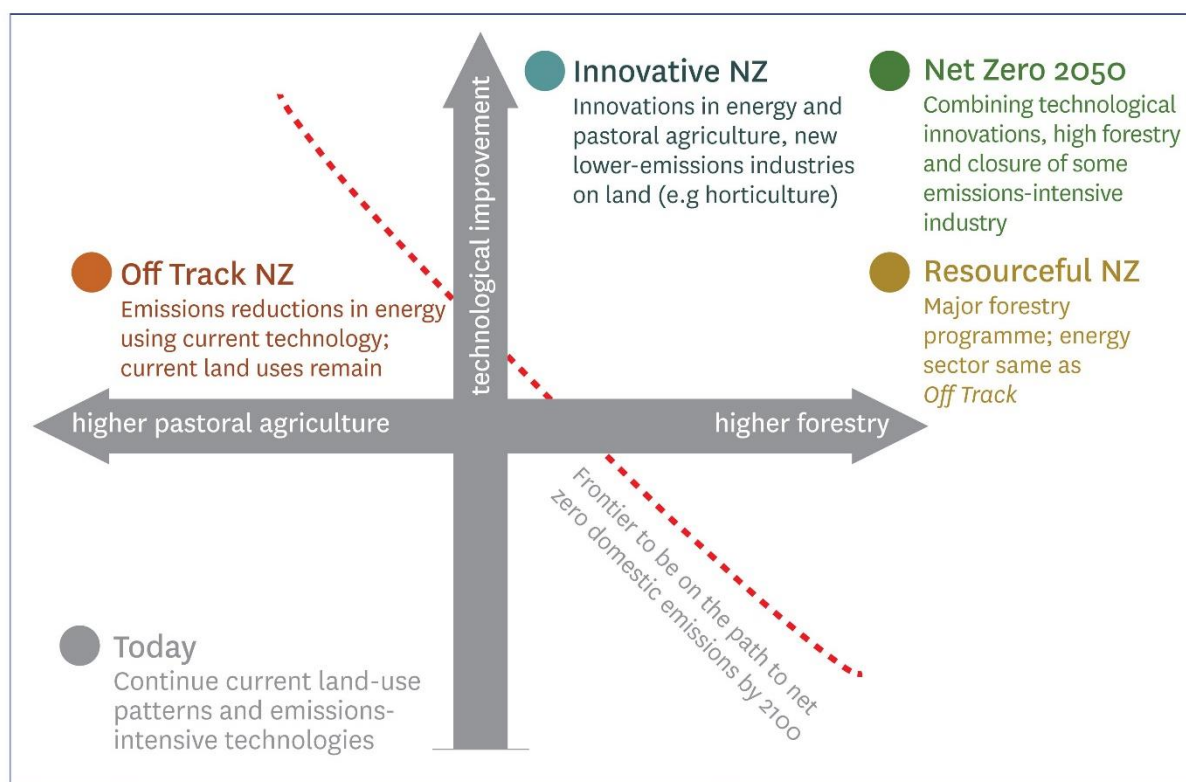 technological improvement
Innovative NZ
Innovations in energy and
pastoral agriculture, new
lower-emissions industries
on land (e.g horticulture)
Net Zero 2050
Combining technological
innovations, high forestry
and closure of some
emissions-intensive
industry
Off Track NZ
Emissions reductions in energy
using current technology;
current land uses remain
Resourceful NZ
Major forestry
programme; energy
sector same as
Off Track
higher pastoral agriculture
higher forestry
Frontier to be on the path to net
zero domestic emissions by 2100
Today
Continue current land-use
patterns and emissions-
intensive technologies